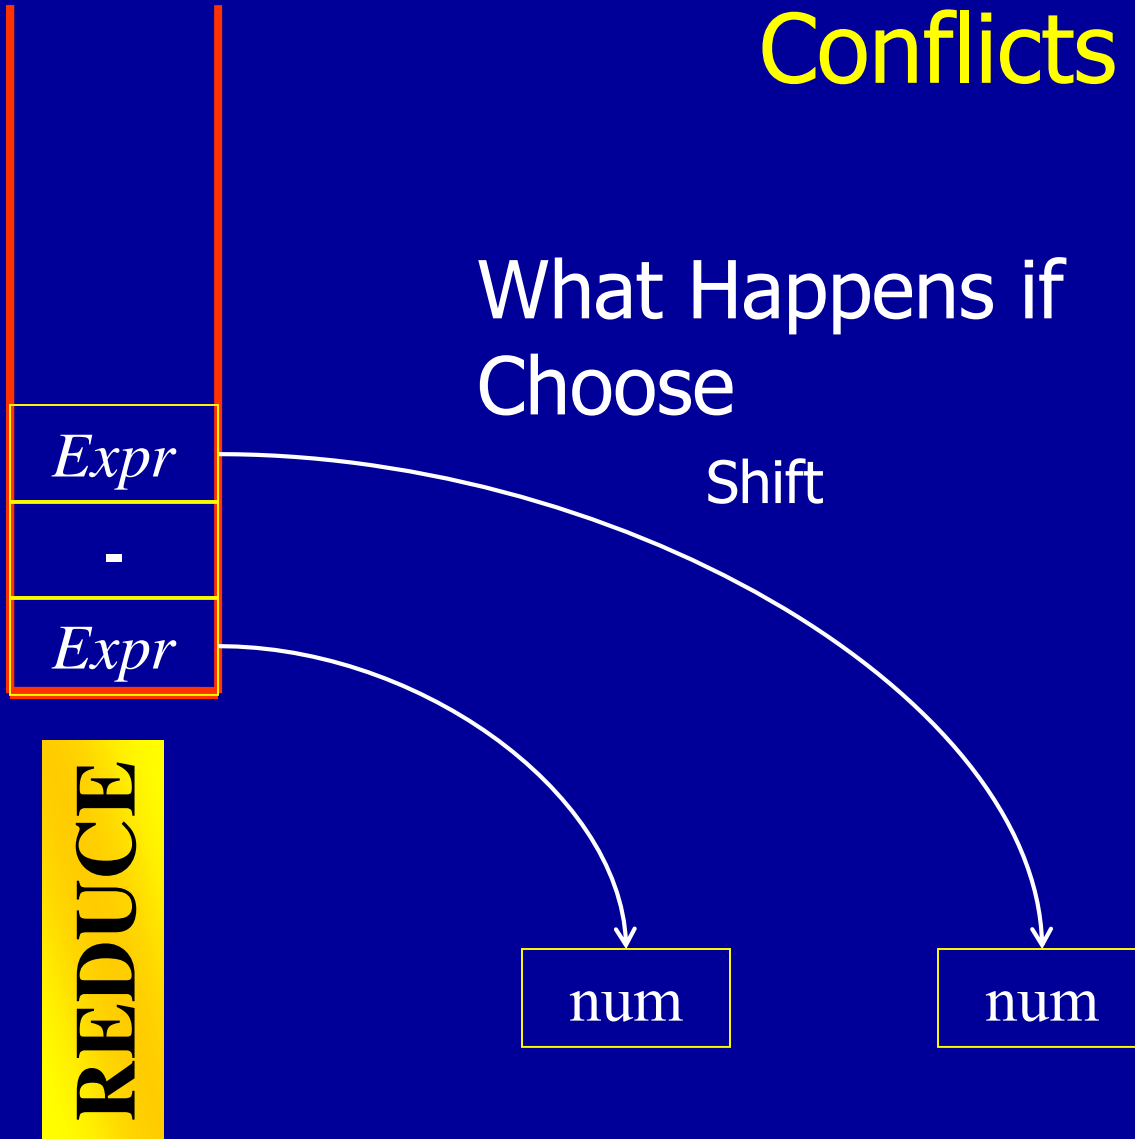 Conflicts
What Happens if
Choose
Shift
Expr
-
Expr
REDUCE
num
num